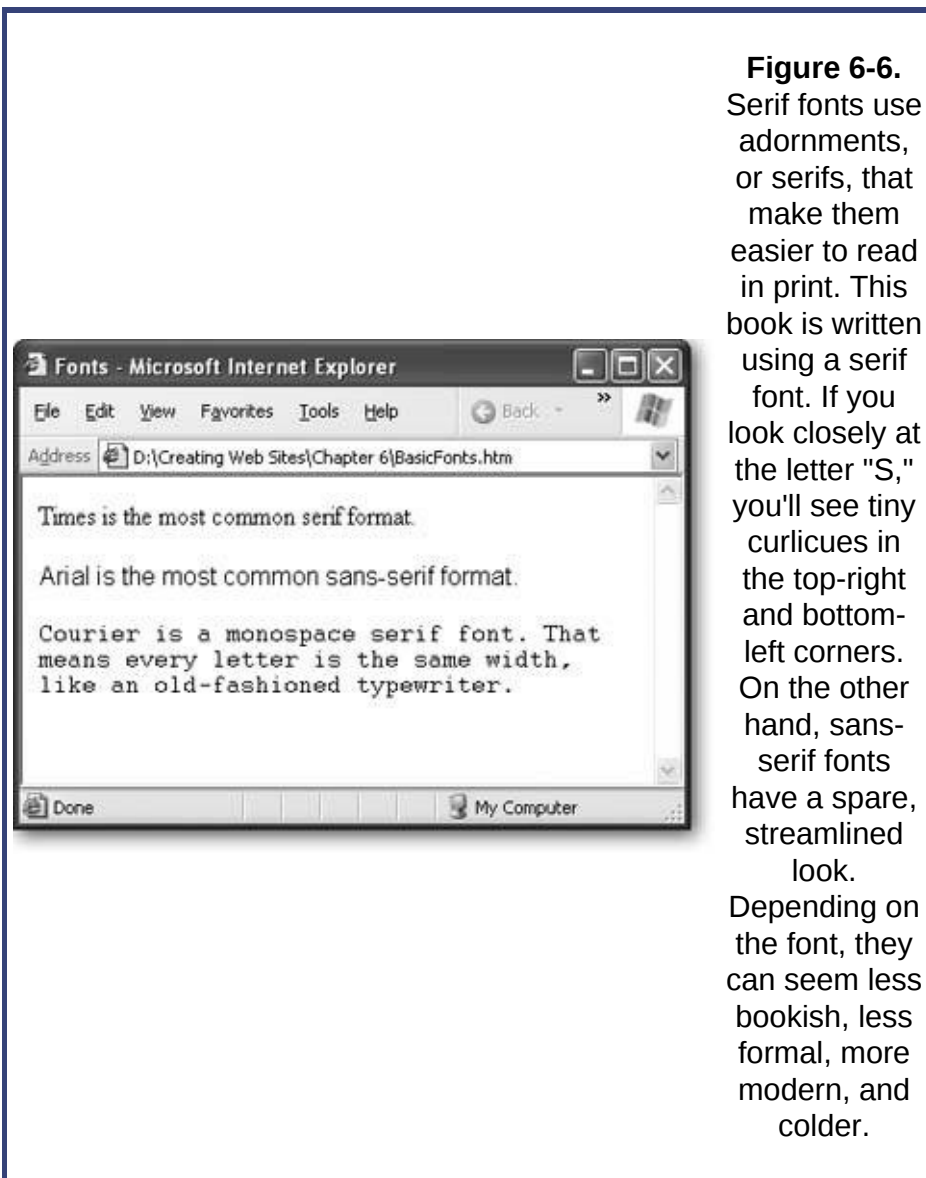 Fonts - Microsoft Internet Explorer
File Edit View Favorites Tools Help Back »
Address D:\Creating Web Sites\Chapter 6\BasicFonts.htm
Times is the most common serif format.
Arial is the most common sans-serif format.
Courier is a monospace serif font. That
means every letter is the same width,
like an old-fashioned typewriter.
Done My Computer
Figure 6-6.
Serif fonts use
adornments,
or serifs, that
make them
easier to read
in print. This
book is written
using a serif
font. If you
look closely at
the letter "S,"
you'll see tiny
curlicues in
the top-right
and bottom-
left corners.
On the other
hand, sans-
serif fonts
have a spare,
streamlined
look.
Depending on
the font, they
can seem less
bookish, less
formal, more
modern, and
colder.